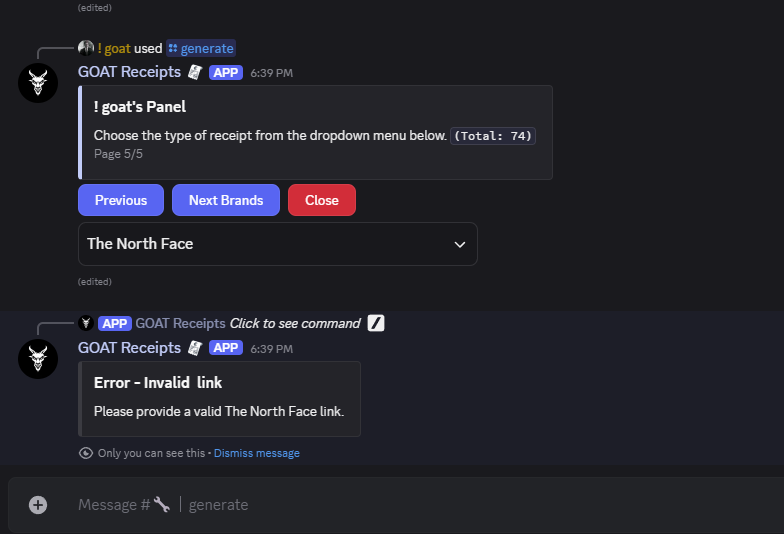 (edited)
! goat used generate
GOAT Receipts APP 6:39 PM
! goat's Panel
Choose the type of receipt from the dropdown menu below. (Total: 74)
Page 5/5
Previous Next Brands Close
The North Face
(edited)
APP GOAT Receipts Click to see command
GOAT Receipts APP 6:39 PM
Error - Invalid link
Please provide a valid The North Face link.
Only you can see this • Dismiss message
Message # | generate